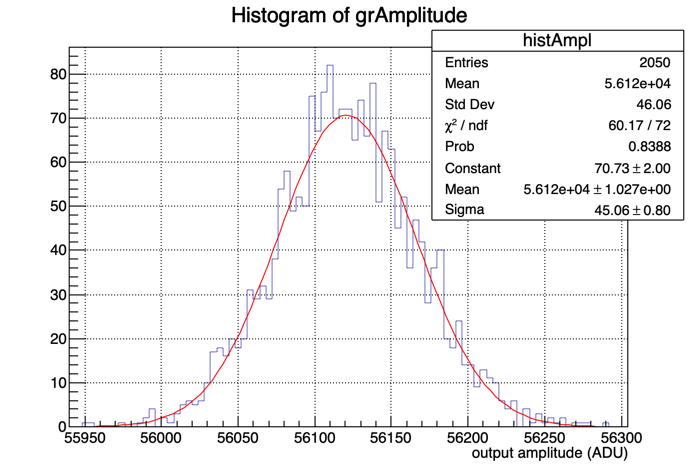 Histogram of grAmplitude
histAmpl
Entries 2050
Mean 5.612e+04
Std Dev 46.06
χ² / ndf 60.17 / 72
Prob 0.8388
Constant 70.73 ± 2.00
Mean 5.612e+04 ± 1.027e+00
Sigma 45.06 ± 0.80
80
70
60
50
40
30
20
10
0
55950 56000 56050 56100 56150 56200 56250 56300
output amplitude (ADU)